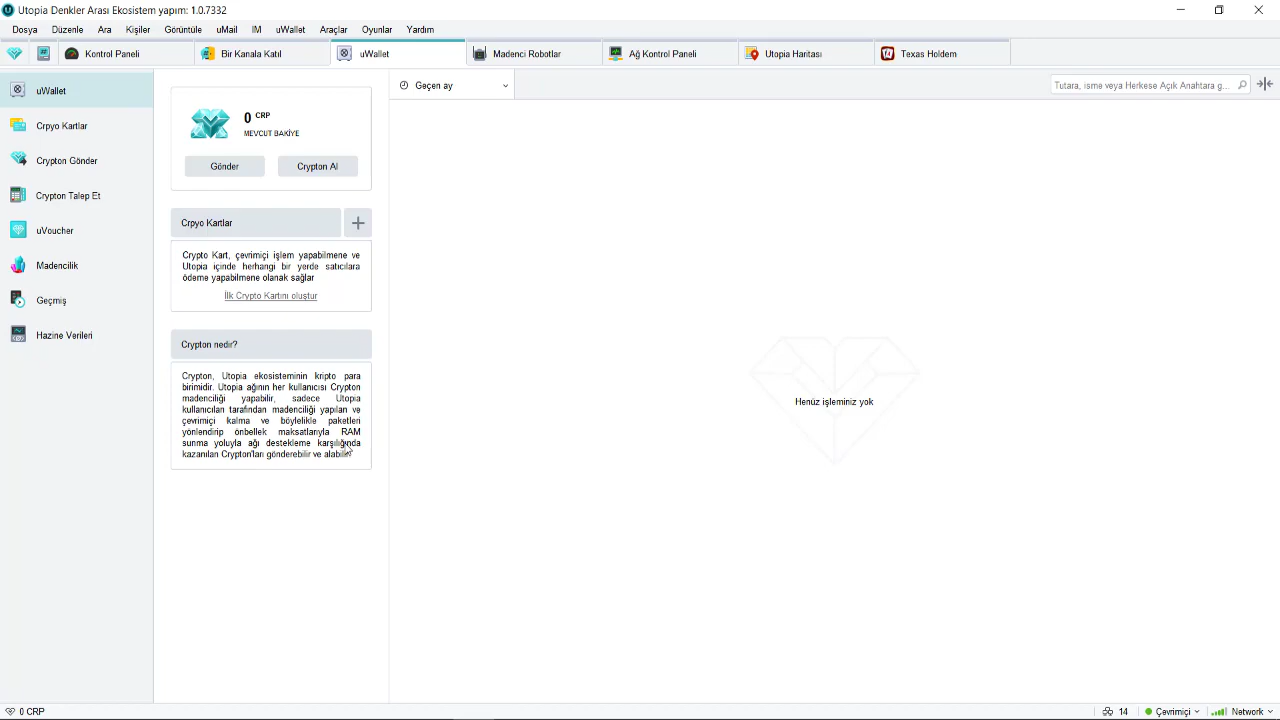 Utopia Denkler Arası Ekosistem yapım: 1.0.7332
Dosya Düzenle Ara Kişiler Görüntüle uMail IM uWallet Araçlar Oyunlar Yardım
Kontrol Paneli Bir Kanala Katıl uWallet Madenci Robotlar Ağ Kontrol Paneli Utopia Haritası Texas Holdem
uWallet
Crpyo Kartlar
Crypton Gönder
Crypton Talep Et
uVoucher
Madencilik
Geçmiş
Hazine Verileri
0 CRP
MEVCUT BAKİYE
Gönder Crypton Al
Crpyo Kartlar
Crypto Kart, çevrimiçi işlem yapabilmene ve
Utopia içinde herhangi bir yerde satıcılara
ödeme yapabilmene olanak sağlar
İlk Crypto Kartını oluştur
Crypton nedir?
Crypton, Utopia ekosisteminin kripto para
birimidir. Utopia ağının her kullanıcısı Crypton
madenciliği yapabilir, sadece Utopia
kullanıcıları tarafından madenciliği yapılan ve
çevrimiçi kalma ve böylelikle paketleri
yönlendirip önbellek maksatlarıyla RAM
sunma yoluyla ağı destekleme karşılığında
kazanılan Crypton'ları gönderebilir ve alabilir
Geçen ay
Tutara, isme veya Herkese Açık Anahtara g...
Henüz işleminiz yok
0 CRP
14 Çevrimiçi Network